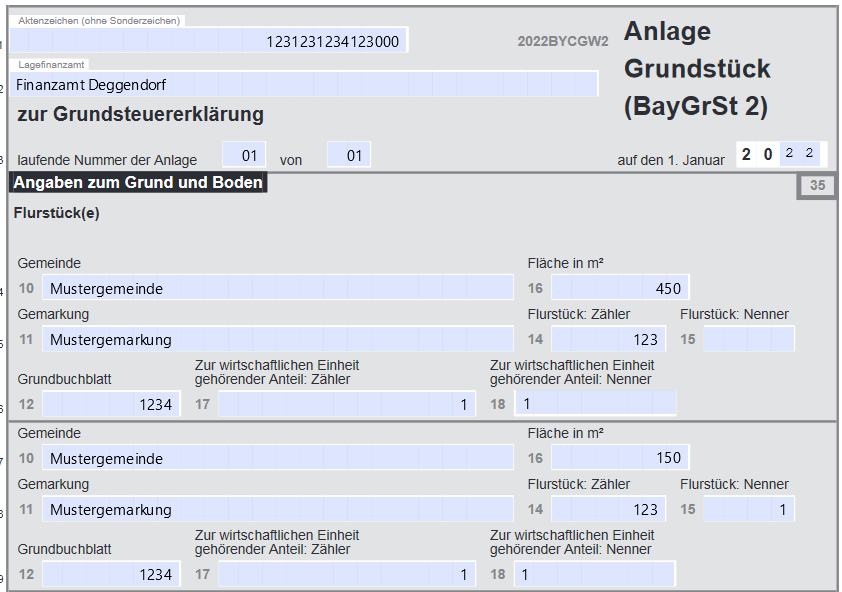 Aktenzeichen (ohne Sonderzeichen)
1231231234123000
2022BYCGW2
Anlage
Grundstück
(BayGrSt 2)
Lagefinanzamt
Finanzamt Deggendorf
zur Grundsteuererklärung
laufende Nummer der Anlage 01 von 01 auf den 1. Januar 2 0 2 2
Angaben zum Grund und Boden 35
Flurstück(e)
Gemeinde Fläche in m²
10 Mustergemeinde 16 450
Gemarkung Flurstück: Zähler Flurstück: Nenner
11 Mustergemarkung 14 123 15
Grundbuchblatt Zur wirtschaftlichen Einheit gehörender Anteil: Zähler Zur wirtschaftlichen Einheit gehörender Anteil: Nenner
12 1234 17 1 18 1
Gemeinde Fläche in m²
10 Mustergemeinde 16 150
Gemarkung Flurstück: Zähler Flurstück: Nenner
11 Mustergemarkung 14 123 15 1
Grundbuchblatt Zur wirtschaftlichen Einheit gehörender Anteil: Zähler Zur wirtschaftlichen Einheit gehörender Anteil: Nenner
12 1234 17 1 18 1